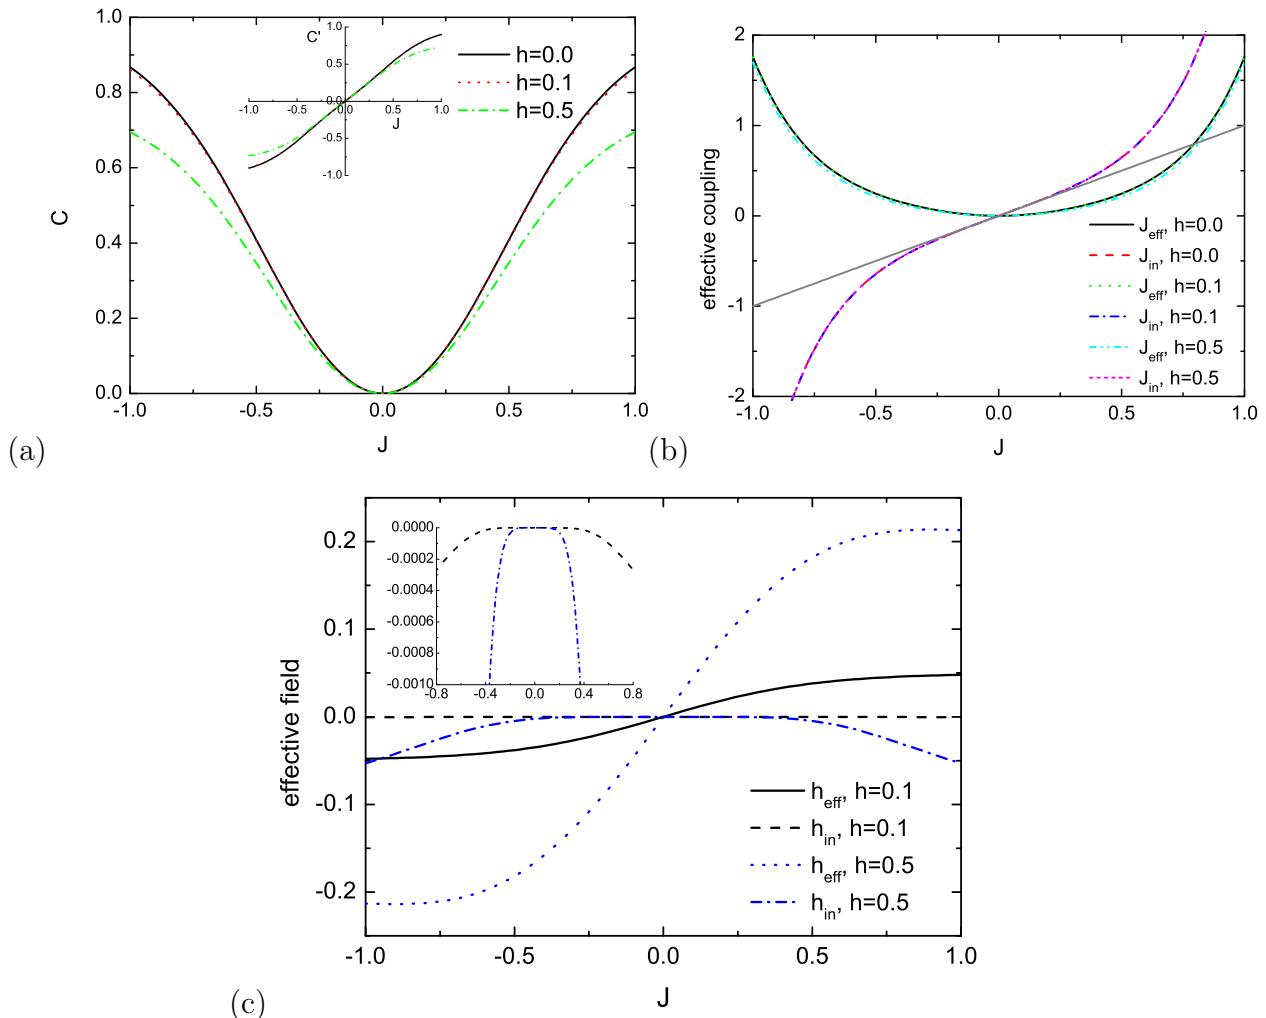 1.0
0.8
0.6
0.4
0.2
0.0
C
-1.0
-0.5
0.0
0.5
1.0
J
C'
1.0
0.5
0.0
-0.5
-1.0
-1.0
-0.5
0.0
0.5
1.0
J
h=0.0
h=0.1
h=0.5
(a)
2
1
0
-1
-2
effective coupling
-1.0
-0.5
0.0
0.5
1.0
J
J_eff, h=0.0
J_in, h=0.0
J_eff, h=0.1
J_in, h=0.1
J_eff, h=0.5
J_in, h=0.5
(b)
0.2
0.1
0.0
-0.1
-0.2
effective field
-1.0
-0.5
0.0
0.5
1.0
J
0.0000
-0.0002
-0.0004
-0.0006
-0.0008
-0.0010
-0.8
-0.4
0.0
0.4
0.8
h_eff, h=0.1
h_in, h=0.1
h_eff, h=0.5
h_in, h=0.5
(c)